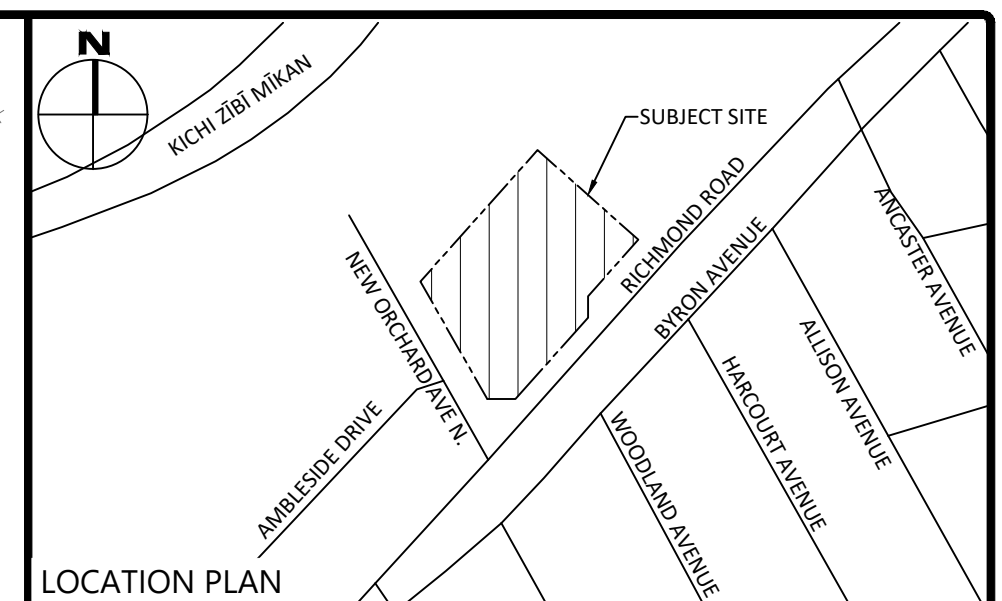 N
KICHI ZĪBĪ MĪKAN
SUBJECT SITE
RICHMOND ROAD
BYRON AVENUE
ANCASTER AVENUE
NEW ORCHARD AVE N.
ALLISON AVENUE
HARCOURT AVENUE
AMBLESIDE DRIVE
WOODLAND AVENUE
LOCATION PLAN